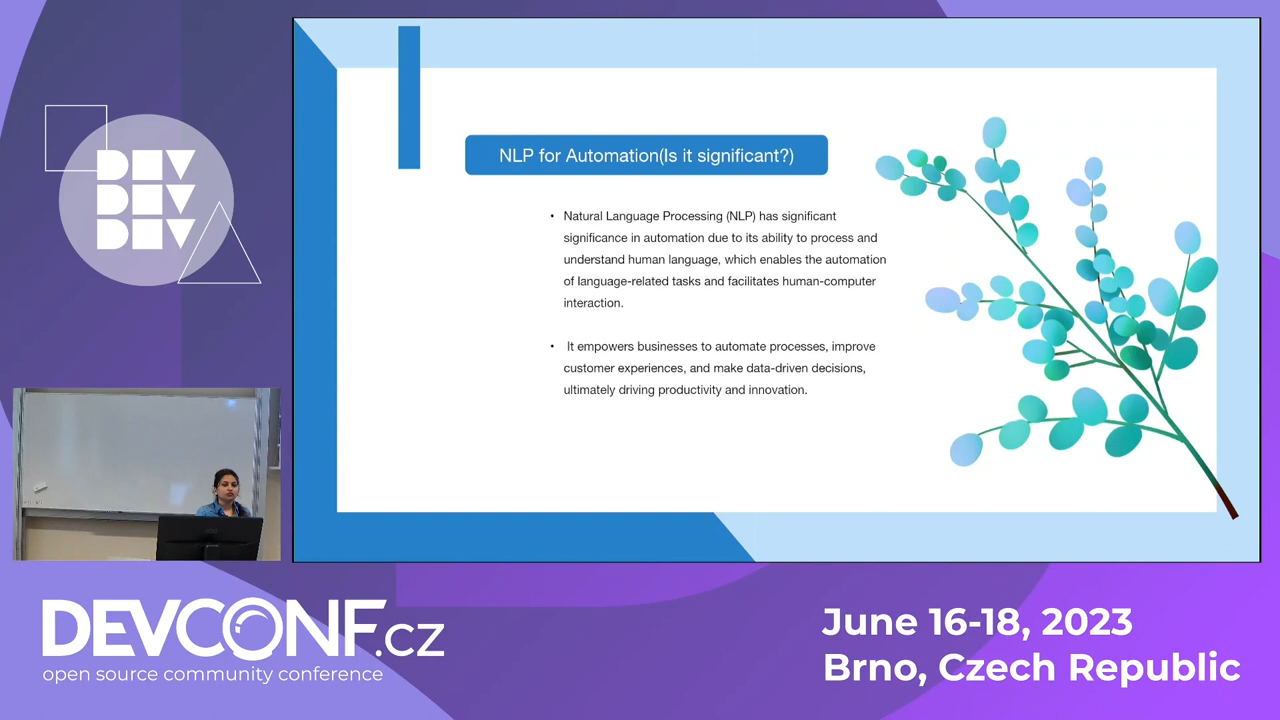 DEV
DEV
DEV
NLP for Automation(Is it significant?)
• Natural Language Processing (NLP) has significant
significance in automation due to its ability to process and
understand human language, which enables the automation
of language-related tasks and facilitates human-computer
interaction.
• It empowers businesses to automate processes, improve
customer experiences, and make data-driven decisions,
ultimately driving productivity and innovation.
DEVCONF.cz
open source community conference
June 16-18, 2023
Brno, Czech Republic